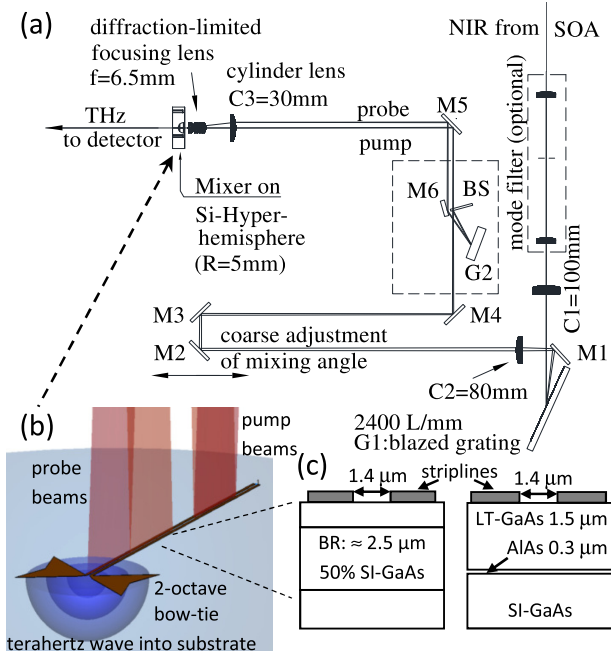 (a)
diffraction-limited
focusing lens
f=6.5mm
cylinder lens
C3=30mm
NIR from SOA
THz
to detector
probe
pump
M5
mode filter (optional)
Mixer on
Si-Hyper-
hemisphere
(R=5mm)
M6
BS
G2
C1=100mm
M3
M4
coarse adjustment
of mixing angle
M2
M1
C2=80mm
2400 L/mm
G1:blazed grating
(b)
pump
beams
probe
beams
2-octave
bow-tie
terahertz wave into substrate
(c)
striplines
1.4 μm
1.4 μm
BR: ≈ 2.5 μm
50% SI-GaAs
LT-GaAs 1.5 μm
AlAs 0.3 μm
SI-GaAs